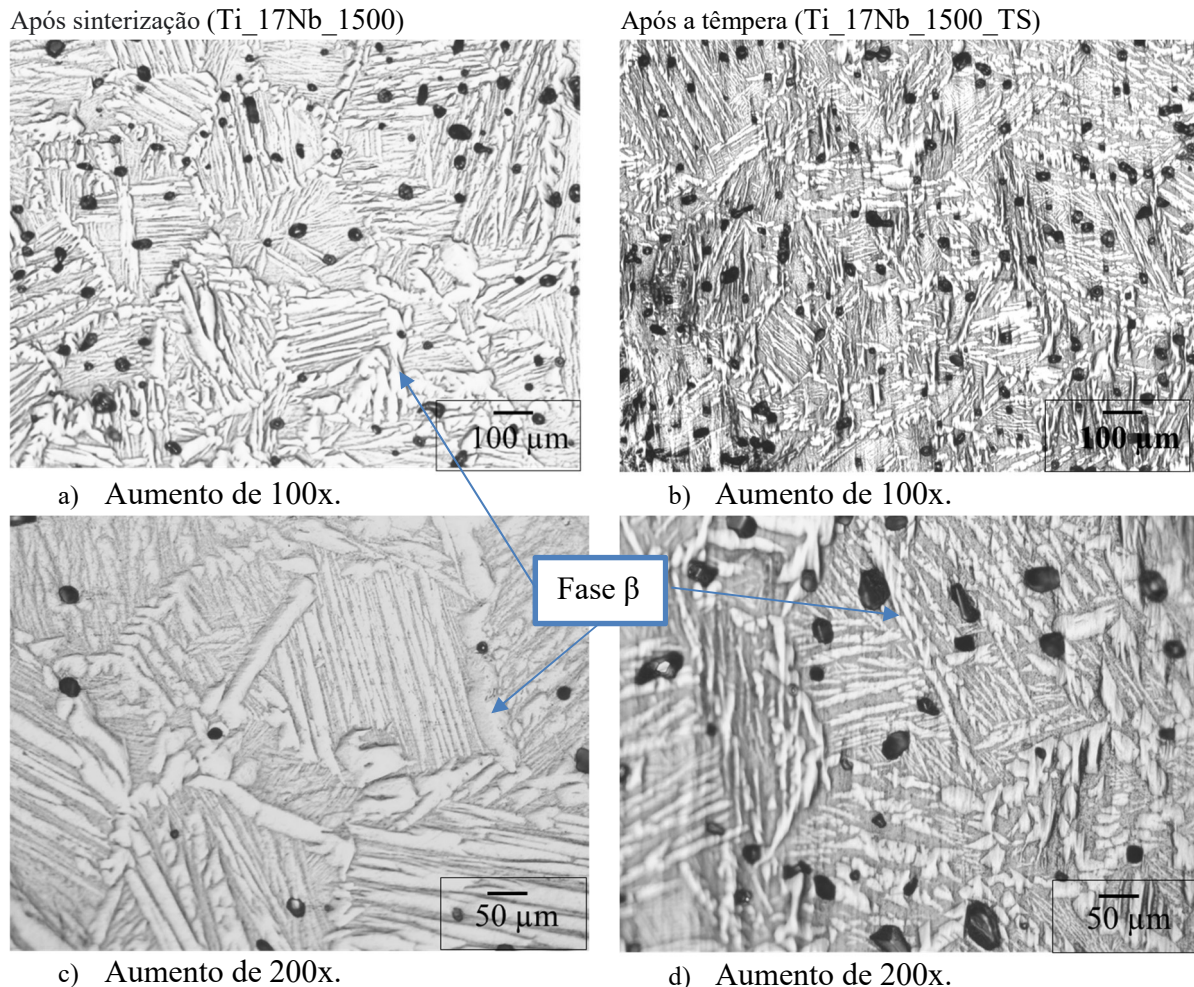 Após sinterização (Ti_17Nb_1500)
Após a têmpera (Ti_17Nb_1500_TS)
100 µm
100 µm
a) Aumento de 100x.
b) Aumento de 100x.
Fase β
50 µm
50 µm
c) Aumento de 200x.
d) Aumento de 200x.